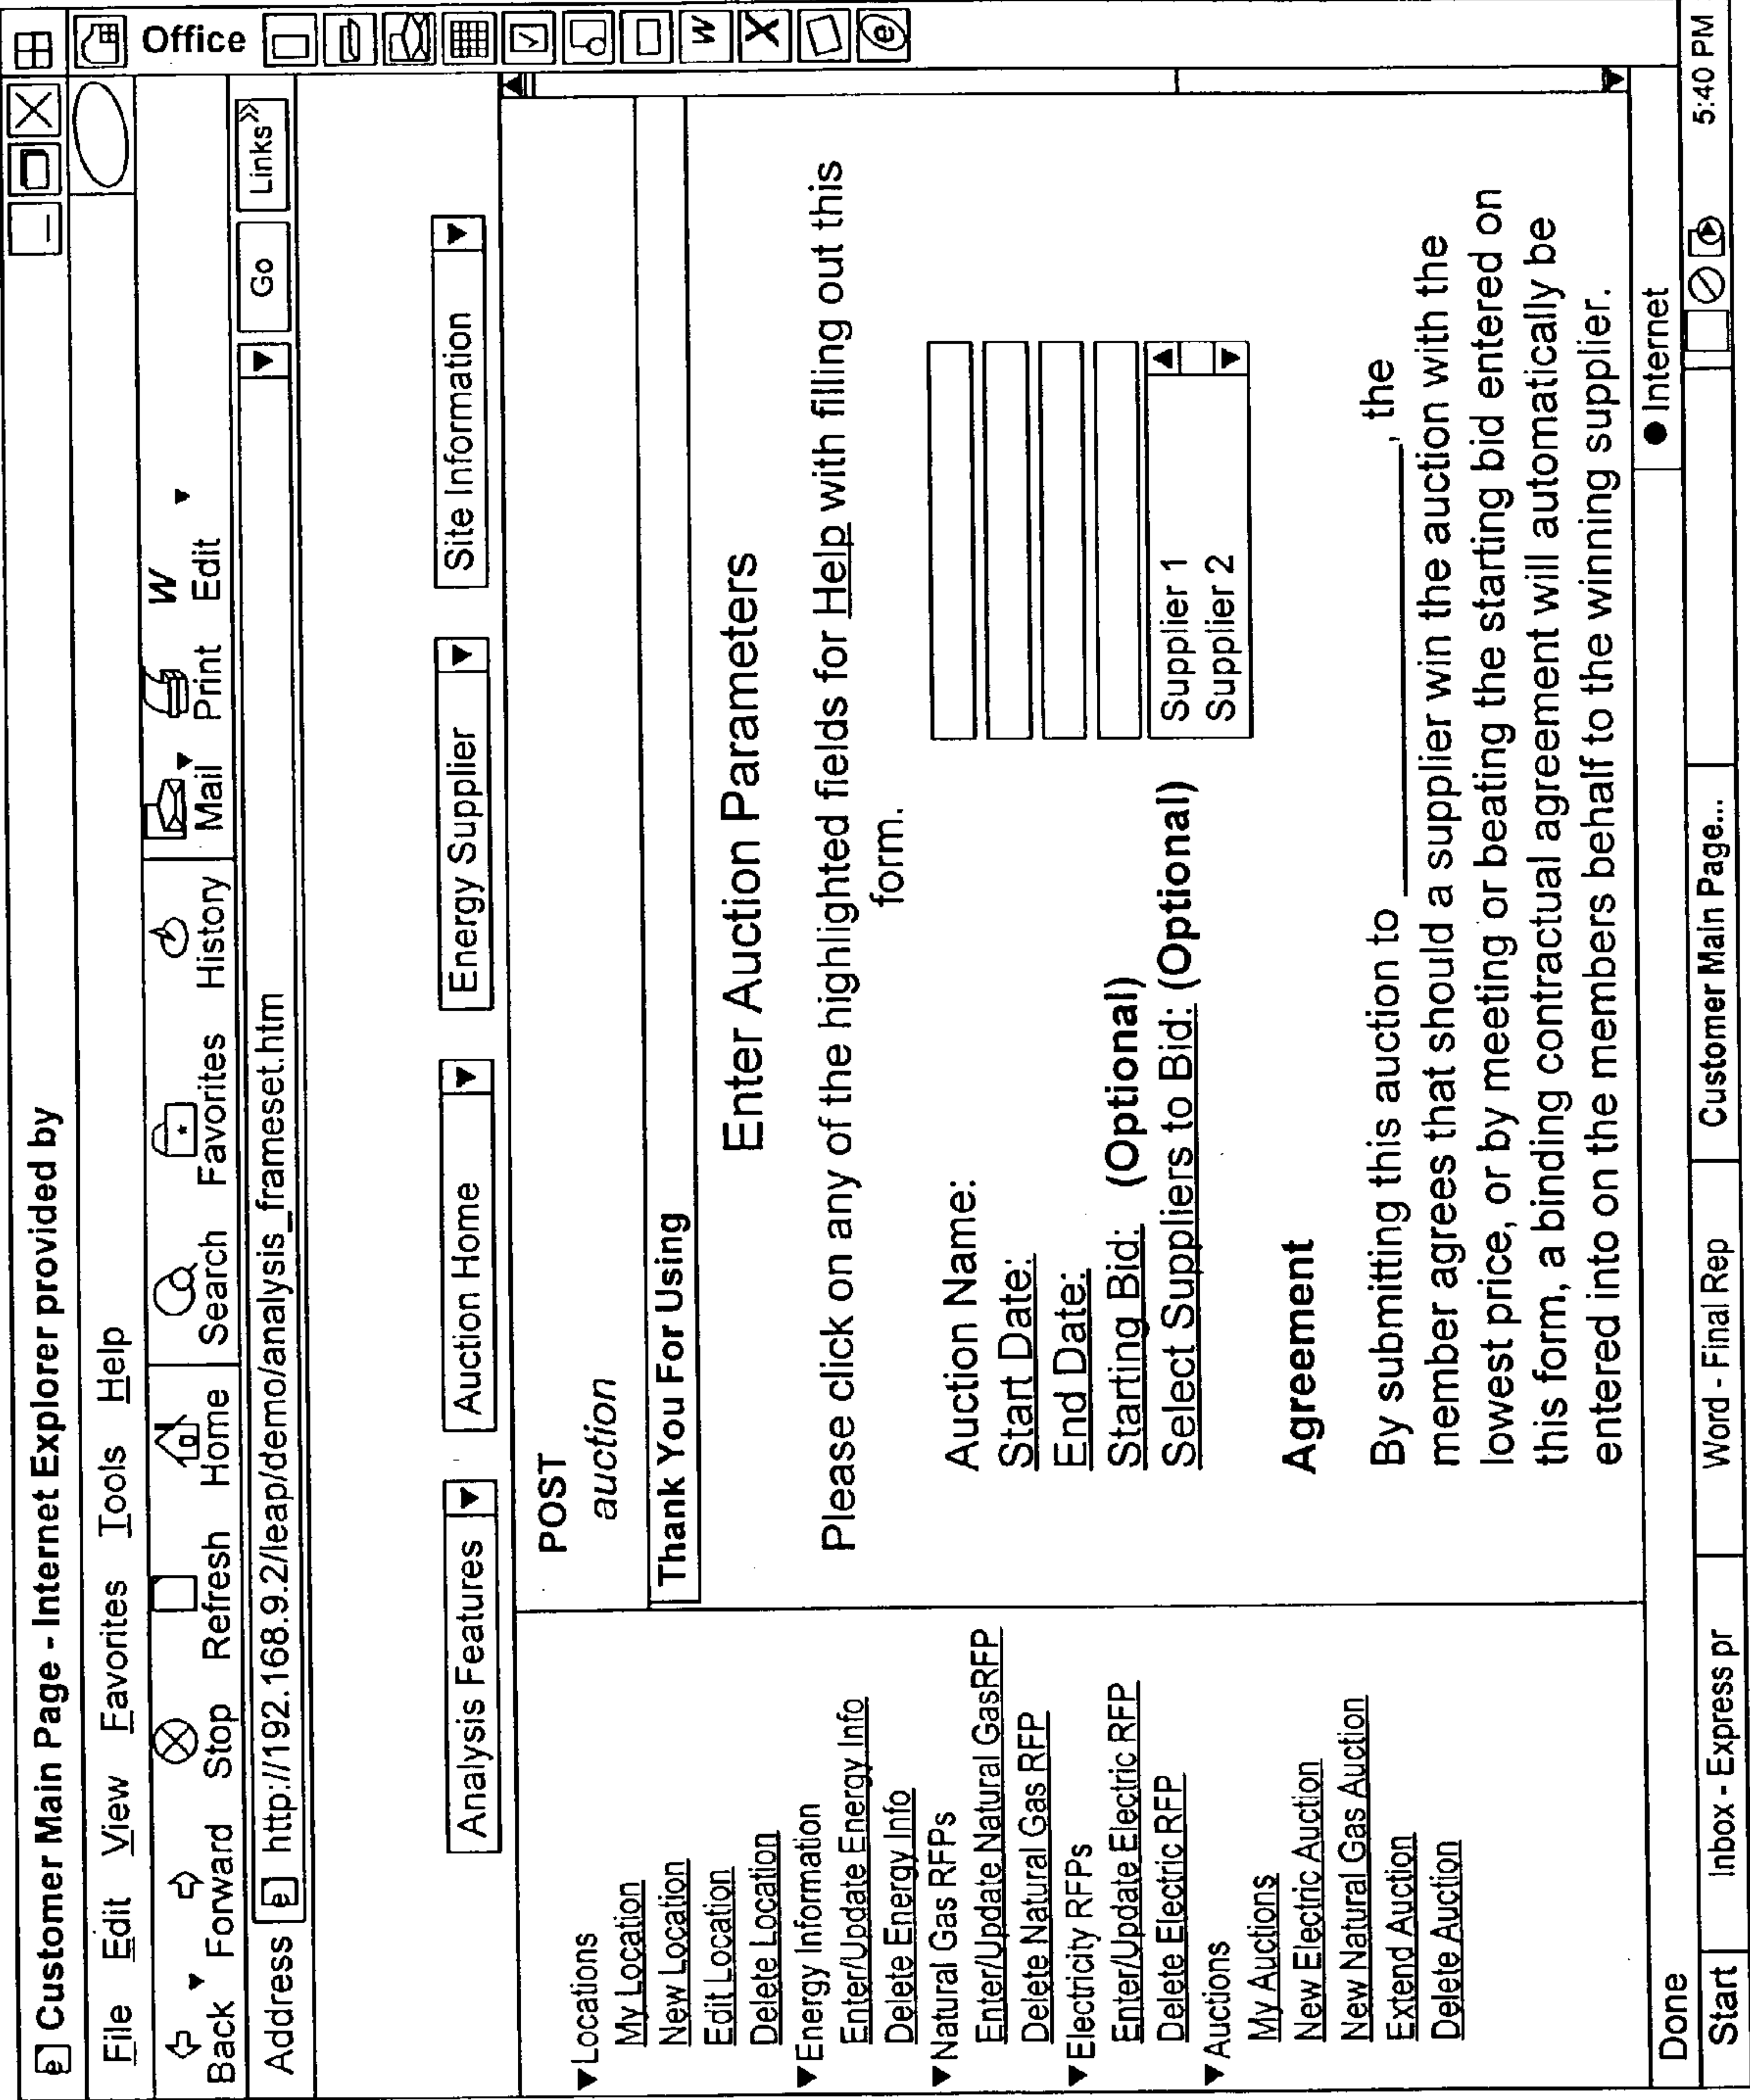 Customer Main Page - Internet Explorer provided by
Office
File Edit View Favorites Tools Help
Back Forward Stop Refresh Home Search Favorites History Mail Print Edit
Address http://192.168.9.2/leap/demo/analysis_frameset.htm Go Links»
Analysis Features Auction Home Energy Supplier Site Information
Locations
My Location
New Location
Edit Location
Delete Location
Energy Information
Enter/Update Energy Info
Delete Energy Info
Natural Gas RFPs
Enter/Update Natural GasRFP
Delete Natural Gas RFP
Electricity RFPs
Enter/Update Electric RFP
Delete Electric RFP
Auctions
My Auctions
New Electric Auction
New Natural Gas Auction
Extend Auction
Delete Auction
POST
auction
Thank You For Using
Enter Auction Parameters
Please click on any of the highlighted fields for Help with filling out this
form.
Auction Name:
Start Date:
End Date:
Starting Bid: (Optional)
Select Suppliers to Bid: (Optional)
Supplier 1
Supplier 2
Agreement
By submitting this auction to ____________, the
member agrees that should a supplier win the auction with the
lowest price, or by meeting or beating the starting bid entered on
this form, a binding contractual agreement will automatically be
entered into on the members behalf to the winning supplier.
Done Internet
Start Inbox - Express pr Word - Final Rep Customer Main Page... 5:40 PM